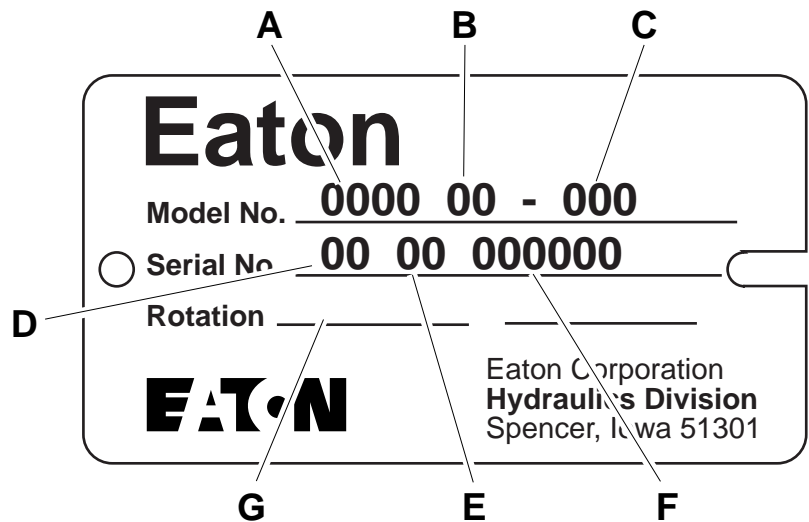 A B C
Eaton
Model No. 0000 00 - 000
Serial No. 00 00 000000
D
Rotation
EATON
Eaton Corporation
Hydraulics Division
Spencer, Iowa 51301
G E F